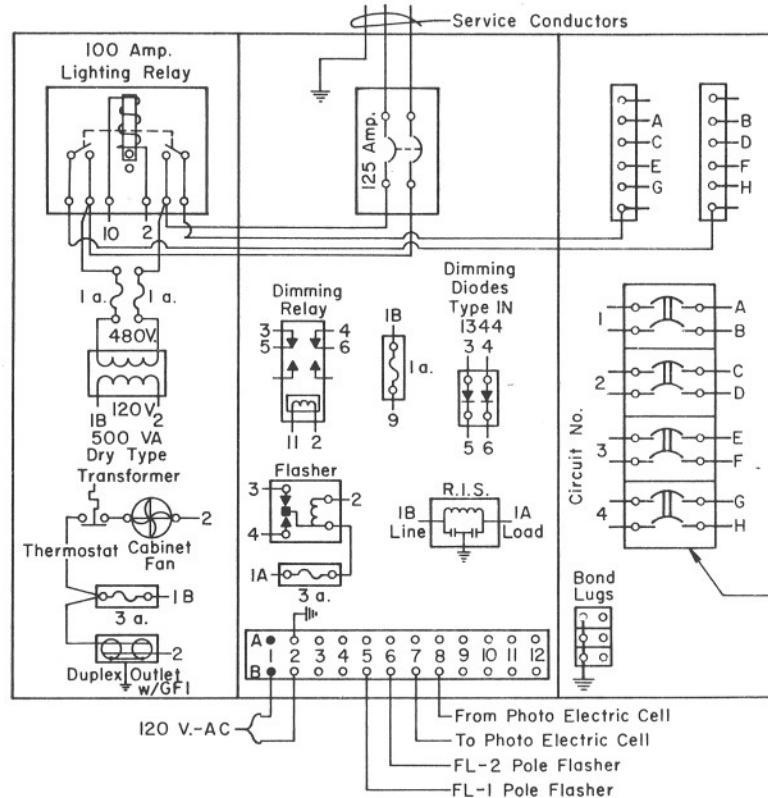 Service Conductors
100 Amp.
Lighting Relay
10
2
125 Amp.
A
C
E
G
B
D
F
H
1 a.
1 a.
480V.
120V.
1B
2
500 VA
Dry Type
Transformer
Thermostat
Cabinet
Fan
2
1B
3 a.
2
Duplex Outlet
w/GFI
Dimming
Relay
3
4
5
6
11
2
1B
1 a.
9
Dimming
Diodes
Type IN
1344
3 4
5 6
Flasher
3
2
4
1A
3 a.
R.I.S.
1B
1A
Line
Load
Circuit No.
1
A
B
2
C
D
3
E
F
4
G
H
Bond
Lugs
A
1 2 3 4 5 6 7 8 9 10 11 12
B
120 V.-AC
From Photo Electric Cell
To Photo Electric Cell
FL-2 Pole Flasher
FL-1 Pole Flasher